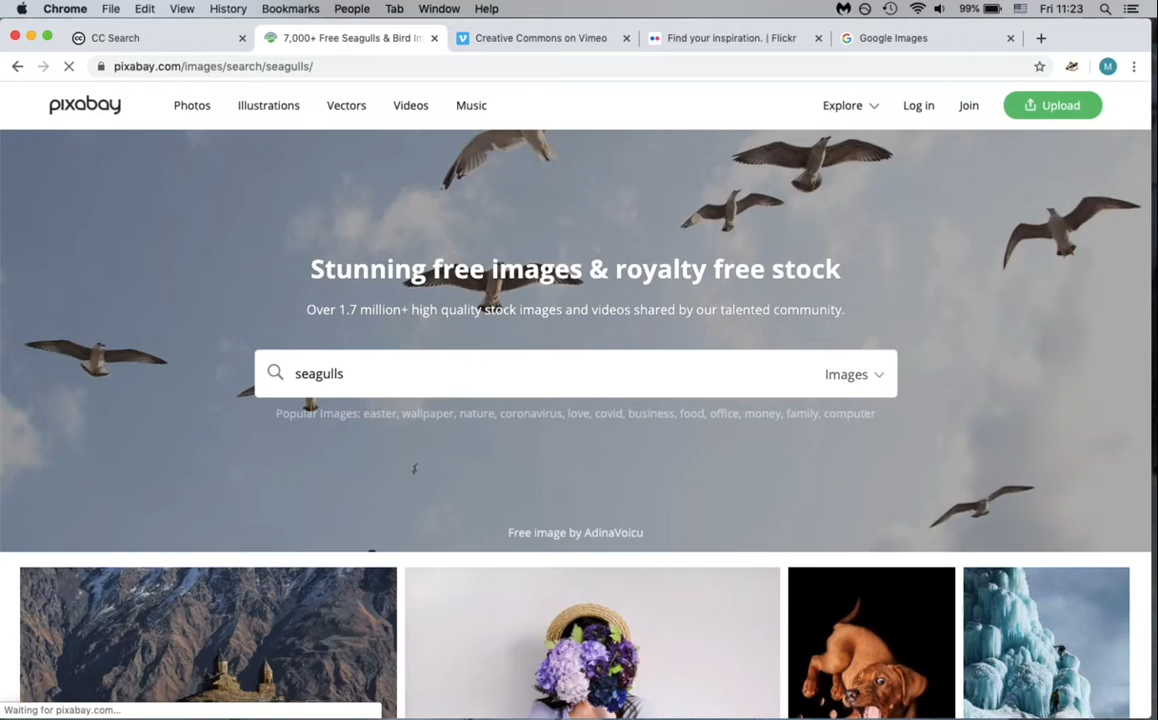 Chrome File Edit View History Bookmarks People Tab Window Help 99% Fri 11:23
CC Search 7,000+ Free Seagulls & Bird Im Creative Commons on Vimeo Find your inspiration. | Flickr Google Images
pixabay.com/images/search/seagulls/ M
pixabay Photos Illustrations Vectors Videos Music Explore Log in Join Upload
Stunning free images & royalty free stock
Over 1.7 million+ high quality stock images and videos shared by our talented community.
seagulls Images
Popular Images: easter, wallpaper, nature, coronavirus, love, covid, business, food, office, money, family, computer
Free image by AdinaVoicu
Waiting for pixabay.com...